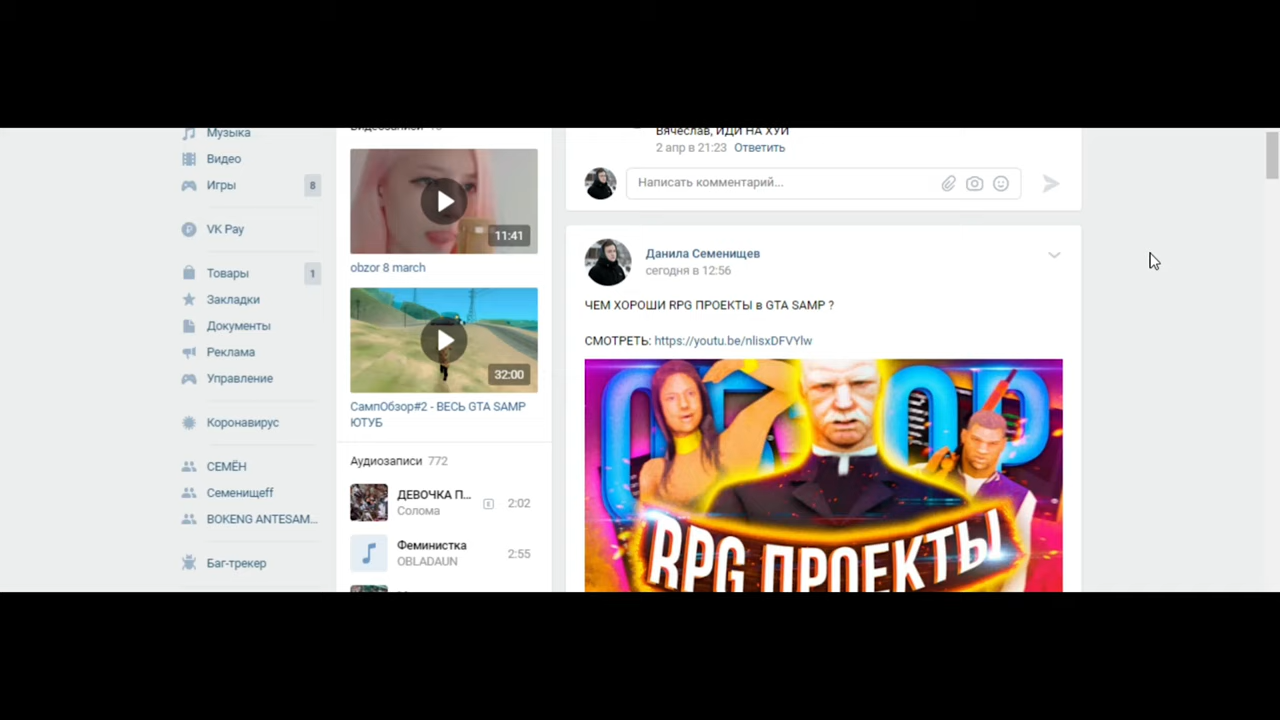 Музыка
Видео
Игры
8
VK Pay
Товары
1
Закладки
Документы
Реклама
Управление
Коронавирус
СЕМЁН
Семенищеff
BOKENG ANTESAM...
Баг-трекер
11:41
obzor 8 march
32:00
СампОбзор#2 - ВЕСЬ GTA SAMP
ЮТУБ
Аудиозаписи 772
ДЕВОЧКА П...
Солома
E
2:02
Феминистка
OBLADAUN
2:55
Вячеслав, ИДИ НА ХУЙ
2 апр в 21:23 Ответить
Написать комментарий...
Данила Семенищев
сегодня в 12:56
ЧЕМ ХОРОШИ RPG ПРОЕКТЫ в GTA SAMP ?
СМОТРЕТЬ: https://youtu.be/nlisxDFVYlw
ОБЗОР
RPG ПРОЕКТЫ